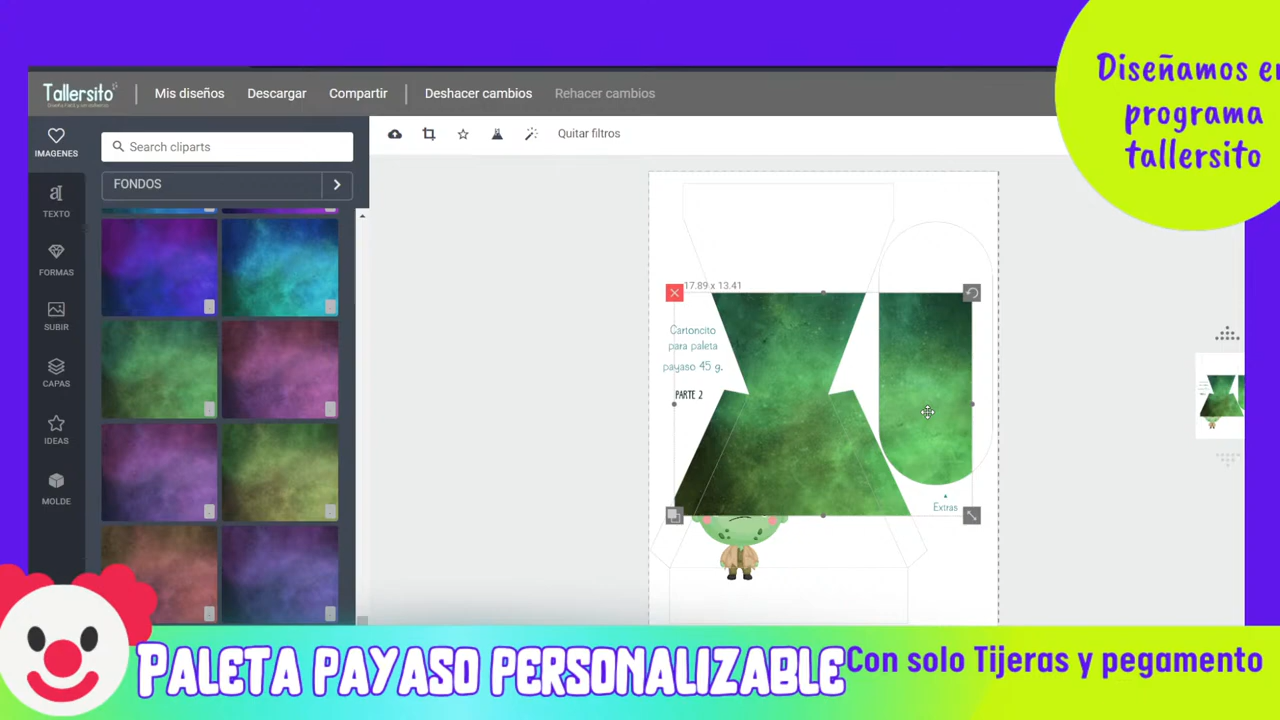 Diseñamos en
programa
tallersito
Tallersito
Mis diseños
Descargar
Compartir
Deshacer cambios
Rehacer cambios
IMAGENES
Search cliparts
Quitar filtros
FONDOS
TEXTO
FORMAS
SUBIR
CAPAS
IDEAS
MOLDE
17.89 x 13.41
Cartoncito
para paleta
payaso 45 g.
PARTE 2
Extras
PALETA PAYASO PERSONALIZABLE
Con solo Tijeras y pegamento